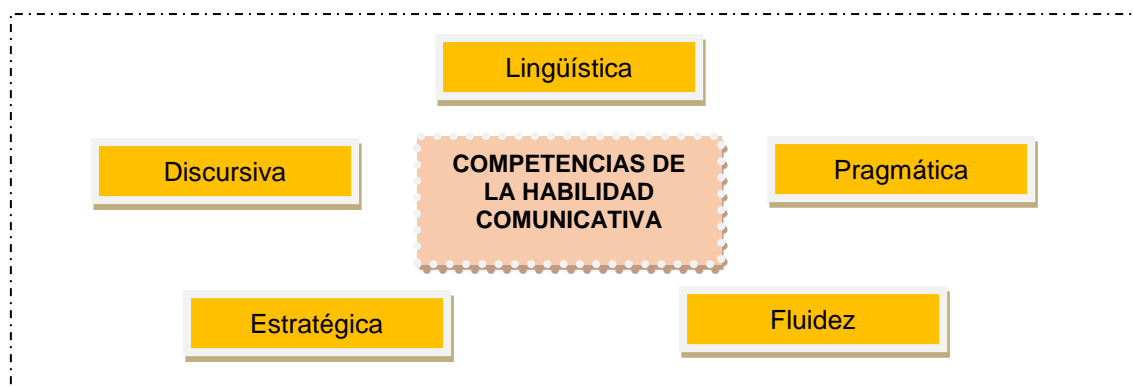 Lingüística
Discursiva
COMPETENCIAS DE
LA HABILIDAD
COMUNICATIVA
Pragmática
Estratégica
Fluidez